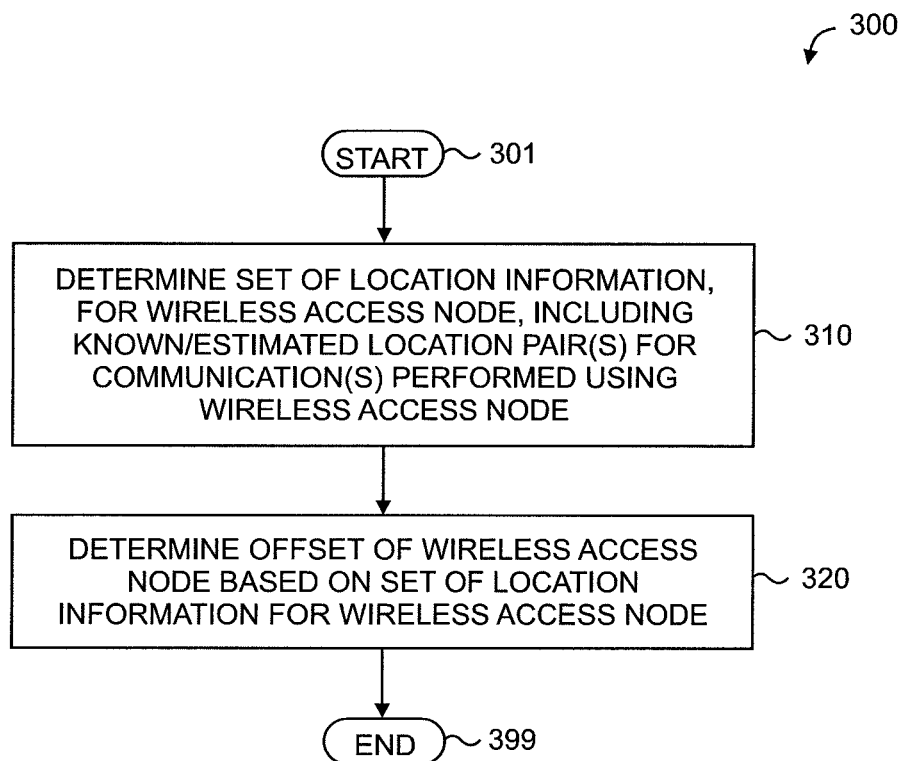 300
START
301
DETERMINE SET OF LOCATION INFORMATION,
FOR WIRELESS ACCESS NODE, INCLUDING
KNOWN/ESTIMATED LOCATION PAIR(S) FOR
COMMUNICATION(S) PERFORMED USING
WIRELESS ACCESS NODE
310
DETERMINE OFFSET OF WIRELESS ACCESS
NODE BASED ON SET OF LOCATION
INFORMATION FOR WIRELESS ACCESS NODE
320
END
399